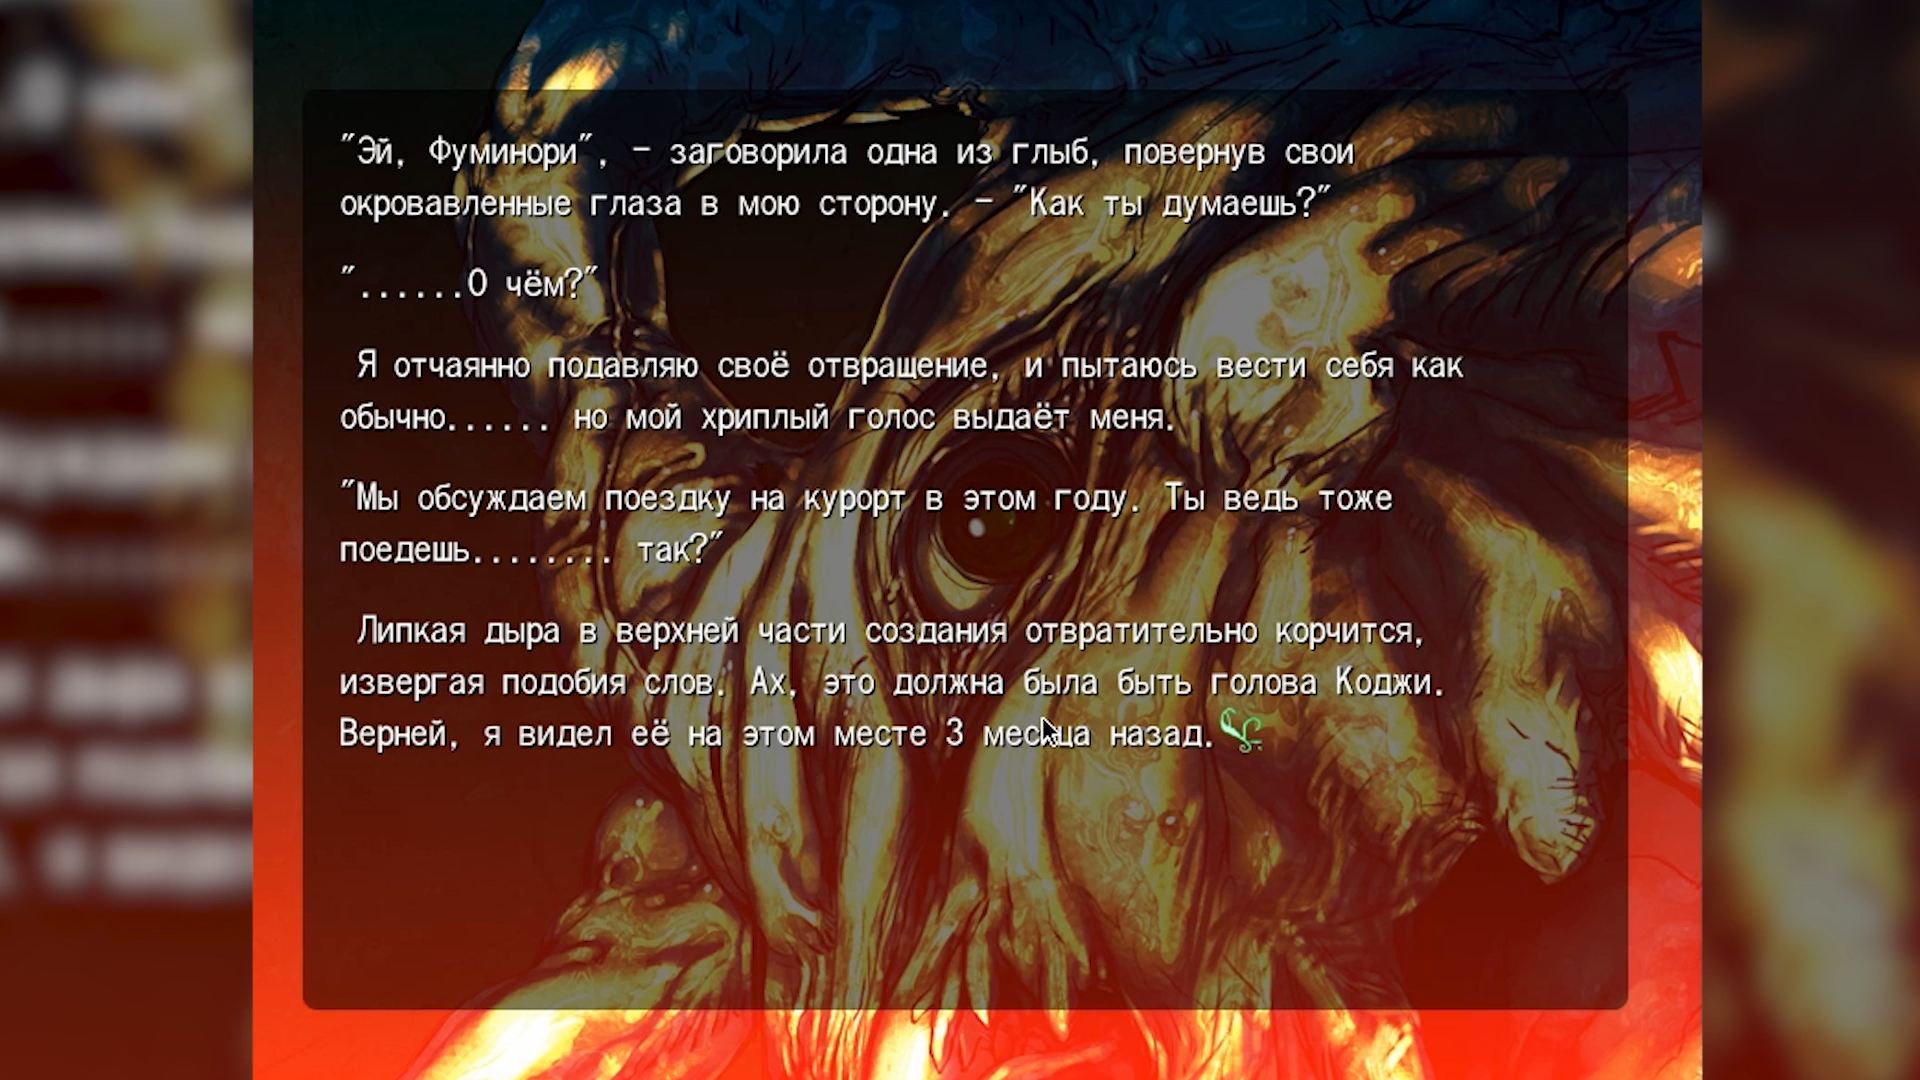 "Эй, Фуминори", – заговорила одна из глыб, повернув свои
окровавленные глаза в мою сторону. – "Как ты думаешь?"
"......О чём?"
Я отчаянно подавляю своё отвращение, и пытаюсь вести себя как
обычно...... но мой хриплый голос выдаёт меня.
"Мы обсуждаем поездку на курорт в этом году. Ты ведь тоже
поедешь........ так?"
Липкая дыра в верхней части создания отвратительно корчится,
извергая подобия слов. Ах, это должна была быть голова Коджи.
Верней, я видел её на этом месте 3 месяца назад.